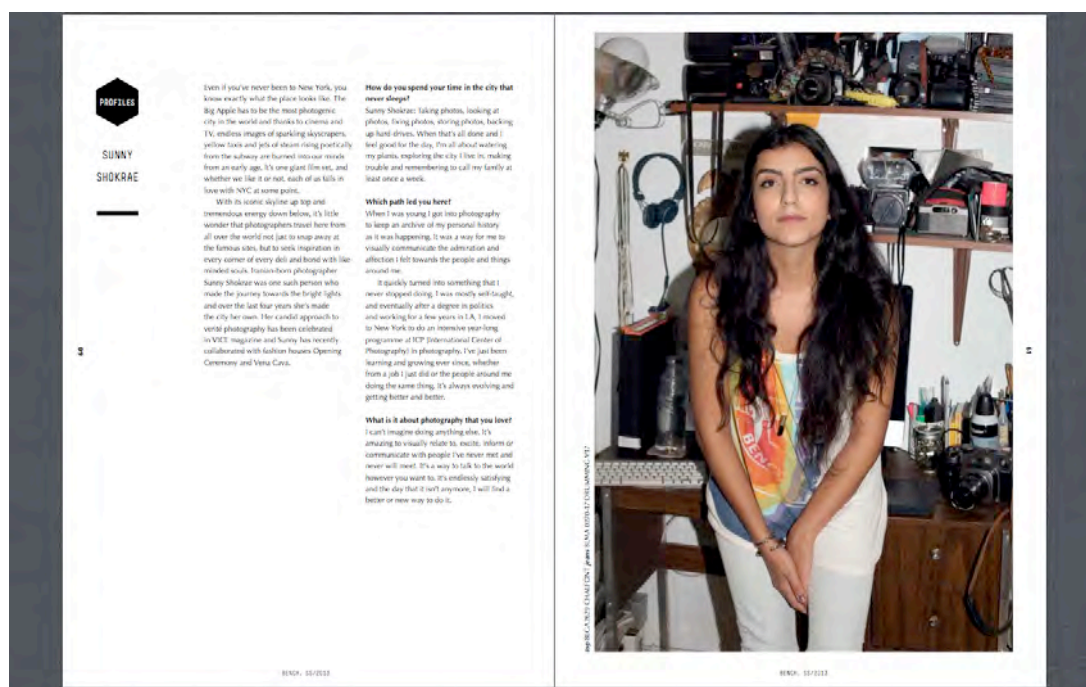 PROFILES
SUNNY
SHOKRAE
Even if you've never been to New York, you
know exactly what the place looks like. The
Big Apple has to be the most photogenic
city in the world and thanks to cinema and
TV, endless images of sparkling skyscrapers,
yellow taxis and jets of steam rising poetically
from the subway are burned into our minds
from an early age. It's one giant film set, and
whether we like it or not, each of us falls in
love with NYC at some point.
With its iconic skyline up top and
tremendous energy down below, it's little
wonder that photographers travel here from
all over the world not just to snap away at
the famous sites, but to seek inspiration in
every corner of every deli and bond with like
minded souls. Iranian-born photographer
Sunny Shokrae was one such person who
made the journey towards the bright lights
and over the last four years she's made
the city her own. Her candid approach to
verité photography has been celebrated
in VICE magazine and Sunny has recently
collaborated with fashion houses Opening
Ceremony and Vena Cava.
How do you spend your time in the city that
never sleeps?
Sunny Shokrae: Taking photos, looking at
photos, fixing photos, storing photos, backing
up hard drives. When that's all done and I
feel good for the day, I'm all about watering
my plants, exploring the city I live in, making
trouble and remembering to call my family at
least once a week.
Which path led you here?
When I was young I got into photography
to keep an archive of my personal history
as it was happening. It was a way for me to
visually communicate the admiration and
affection I felt towards the people and things
around me.
It quickly turned into something that I
never stopped doing. I was mostly self-taught,
and eventually after a degree in politics
and working for a few years in LA, I moved
to New York to do an intensive year-long
programme at ICP (International Center of
Photography) in photography. I've just been
learning and growing ever since, whether
from a job I just did or the people around me
doing the same thing. It's always evolving and
getting better and better.
What is it about photography that you love?
I can't imagine doing anything else. It's
amazing to visually relate to, excite, inform or
communicate with people I've never met and
never will meet. It's a way to talk to the world
however you want to. It's endlessly satisfying
and the day that it isn't anymore, I will find a
better or new way to do it.
BENCH. SS/2013
BENCH. SS/2013